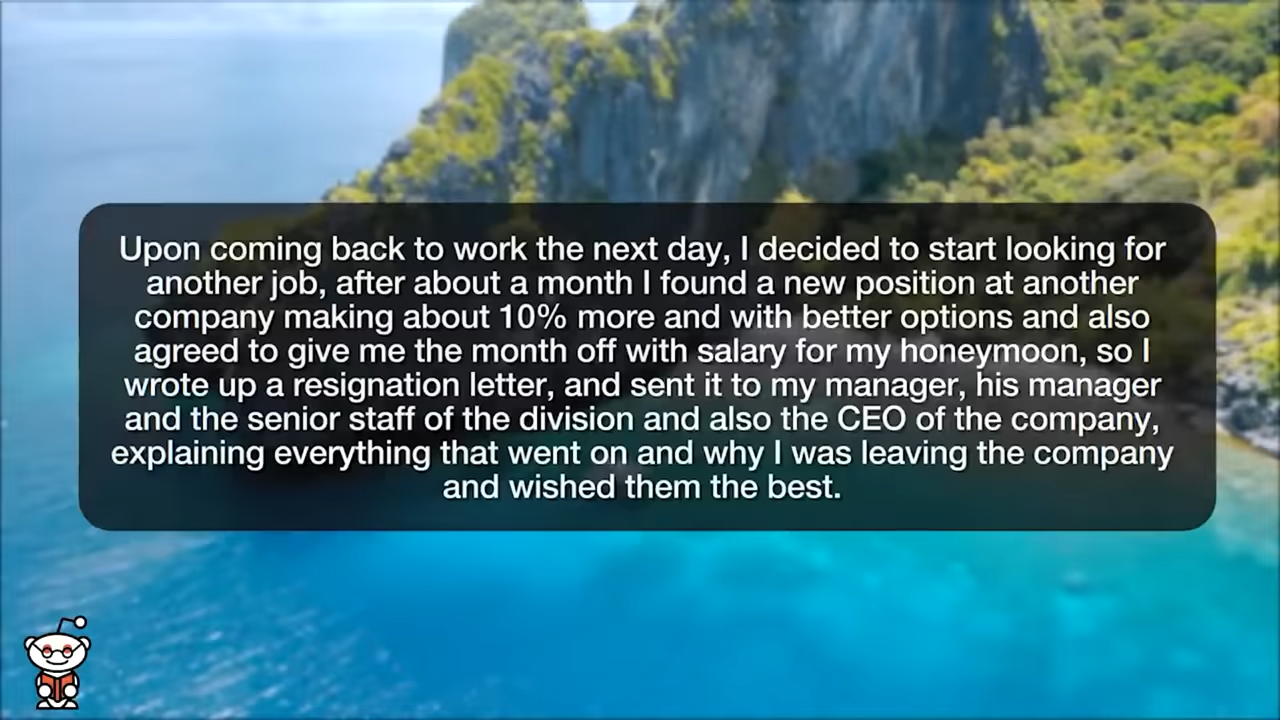 Upon coming back to work the next day, I decided to start looking for
another job, after about a month I found a new position at another
company making about 10% more and with better options and also
agreed to give me the month off with salary for my honeymoon, so I
wrote up a resignation letter, and sent it to my manager, his manager
and the senior staff of the division and also the CEO of the company,
explaining everything that went on and why I was leaving the company
and wished them the best.